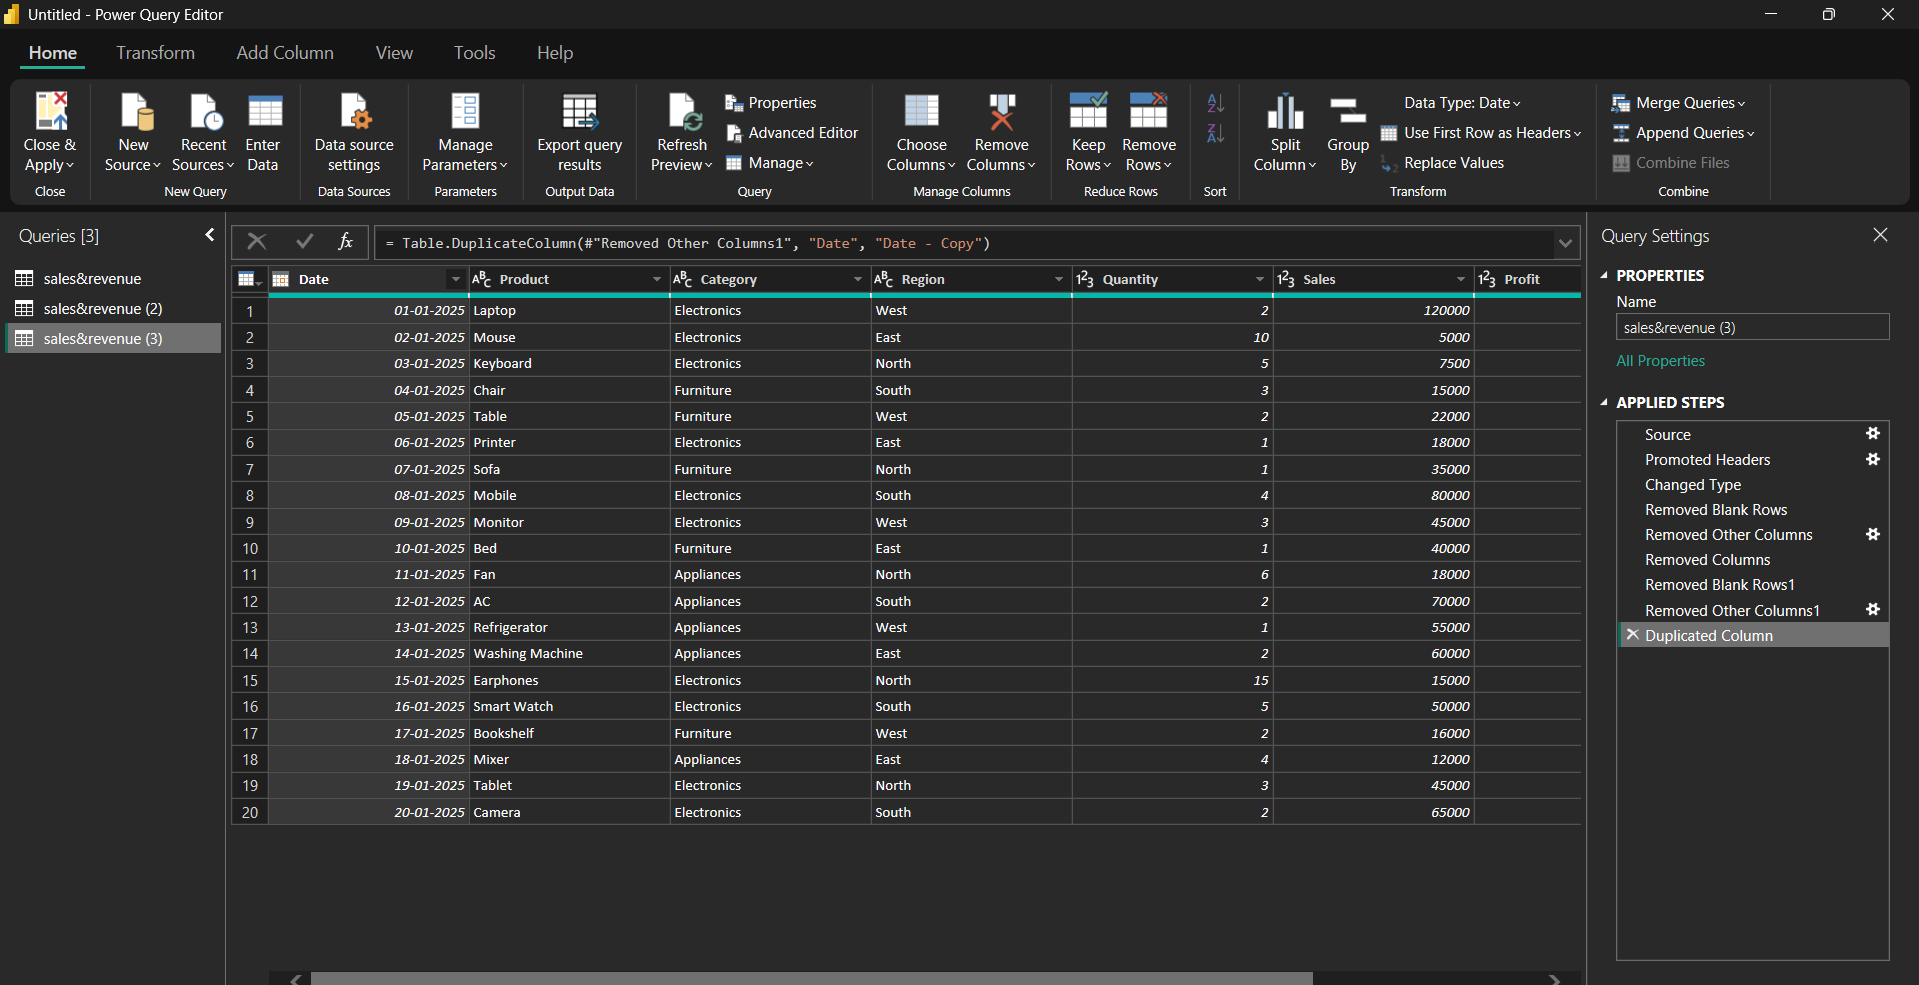 Untitled - Power Query Editor
Home Transform Add Column View Tools Help
Close & Apply
Close
New Source
Recent Sources
Enter Data
New Query
Data source settings
Data Sources
Manage Parameters
Parameters
Export query results
Output Data
Refresh Preview
Properties
Advanced Editor
Manage
Query
Choose Columns
Remove Columns
Manage Columns
Keep Rows
Remove Rows
Reduce Rows
Sort
Split Column
Group By
Data Type: Date
Use First Row as Headers
Replace Values
Transform
Merge Queries
Append Queries
Combine Files
Combine
Queries [3]
sales&revenue
sales&revenue (2)
sales&revenue (3)
fx = Table.DuplicateColumn(#"Removed Other Columns1", "Date", "Date - Copy")
Date ABC Product ABC Category ABC Region 123 Quantity 123 Sales 123 Profit
1 01-01-2025 Laptop Electronics West 2 120000
2 02-01-2025 Mouse Electronics East 10 5000
3 03-01-2025 Keyboard Electronics North 5 7500
4 04-01-2025 Chair Furniture South 3 15000
5 05-01-2025 Table Furniture West 2 22000
6 06-01-2025 Printer Electronics East 1 18000
7 07-01-2025 Sofa Furniture North 1 35000
8 08-01-2025 Mobile Electronics South 4 80000
9 09-01-2025 Monitor Electronics West 3 45000
10 10-01-2025 Bed Furniture East 1 40000
11 11-01-2025 Fan Appliances North 6 18000
12 12-01-2025 AC Appliances South 2 70000
13 13-01-2025 Refrigerator Appliances West 1 55000
14 14-01-2025 Washing Machine Appliances East 2 60000
15 15-01-2025 Earphones Electronics North 15 15000
16 16-01-2025 Smart Watch Electronics South 5 50000
17 17-01-2025 Bookshelf Furniture West 2 16000
18 18-01-2025 Mixer Appliances East 4 12000
19 19-01-2025 Tablet Electronics North 3 45000
20 20-01-2025 Camera Electronics South 2 65000
Query Settings
PROPERTIES
Name
sales&revenue (3)
All Properties
APPLIED STEPS
Source
Promoted Headers
Changed Type
Removed Blank Rows
Removed Other Columns
Removed Columns
Removed Blank Rows1
Removed Other Columns1
Duplicated Column